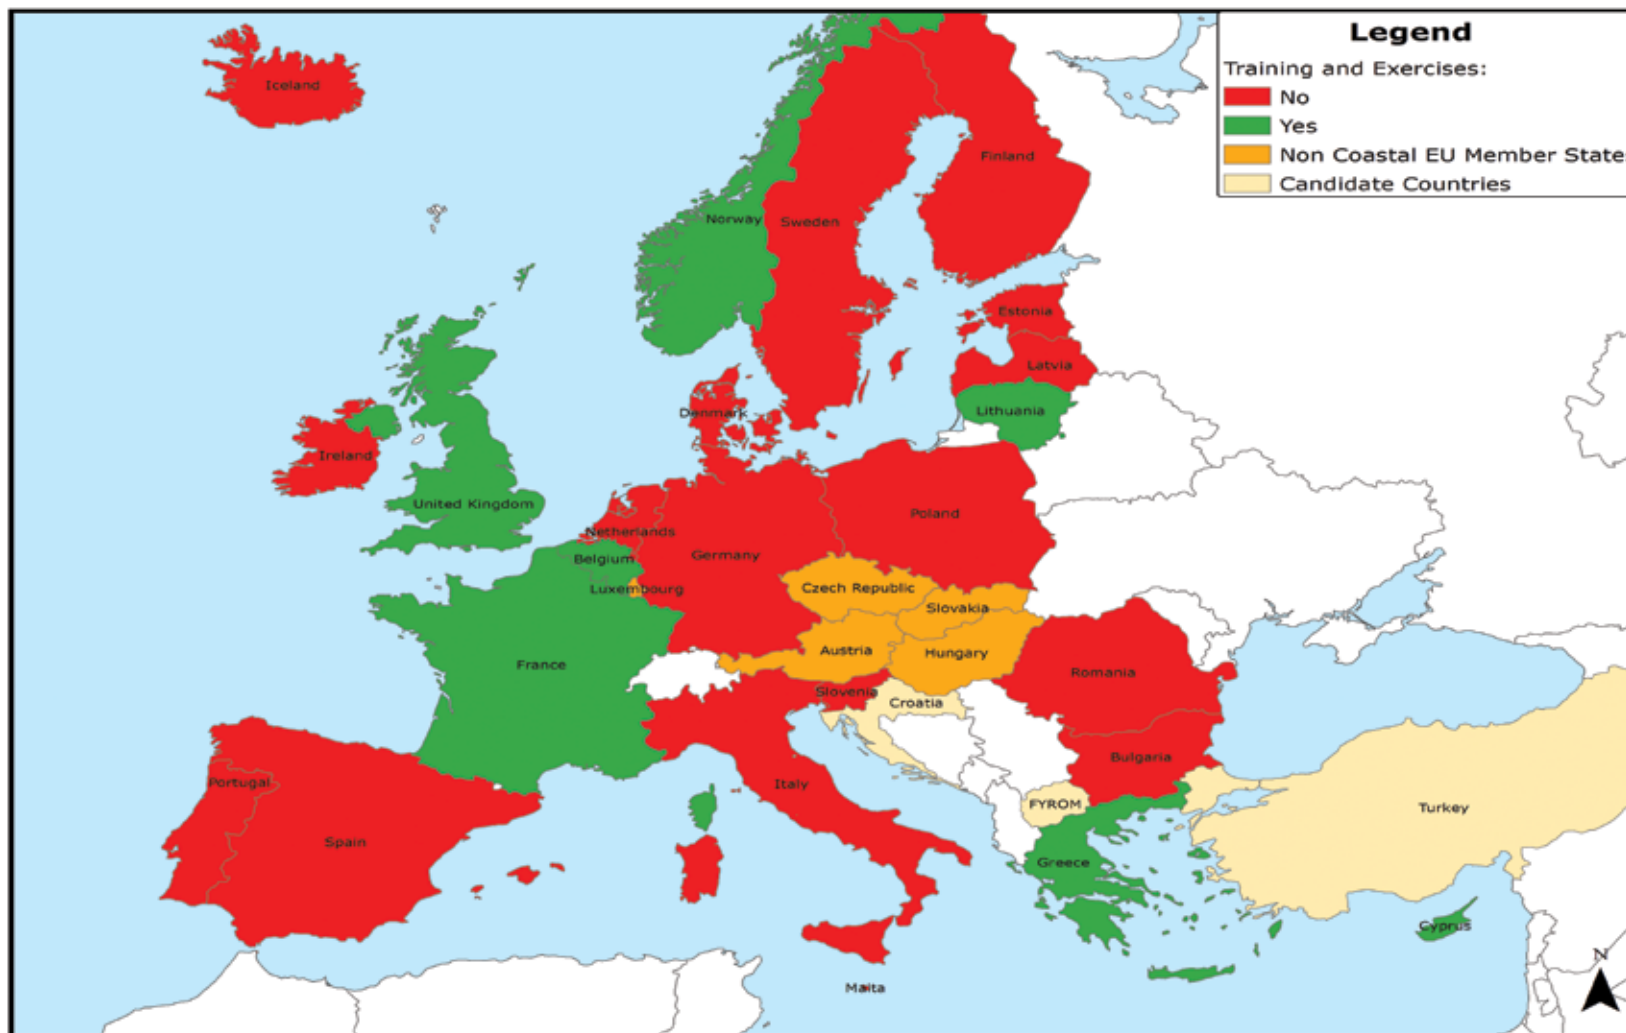 Legend
Training and Exercises:
No
Yes
Non Coastal EU Member States
Candidate Countries
Iceland
Finland
Norway
Sweden
Estonia
Latvia
Denmark
Lithuania
Ireland
United Kingdom
Poland
Netherlands
Germany
Belgium
Luxembourg
Czech Republic
Slovakia
Austria
Hungary
France
Romania
Slovenia
Croatia
Bulgaria
Portugal
Italy
FYROM
Turkey
Spain
Greece
Cyprus
N
Malta